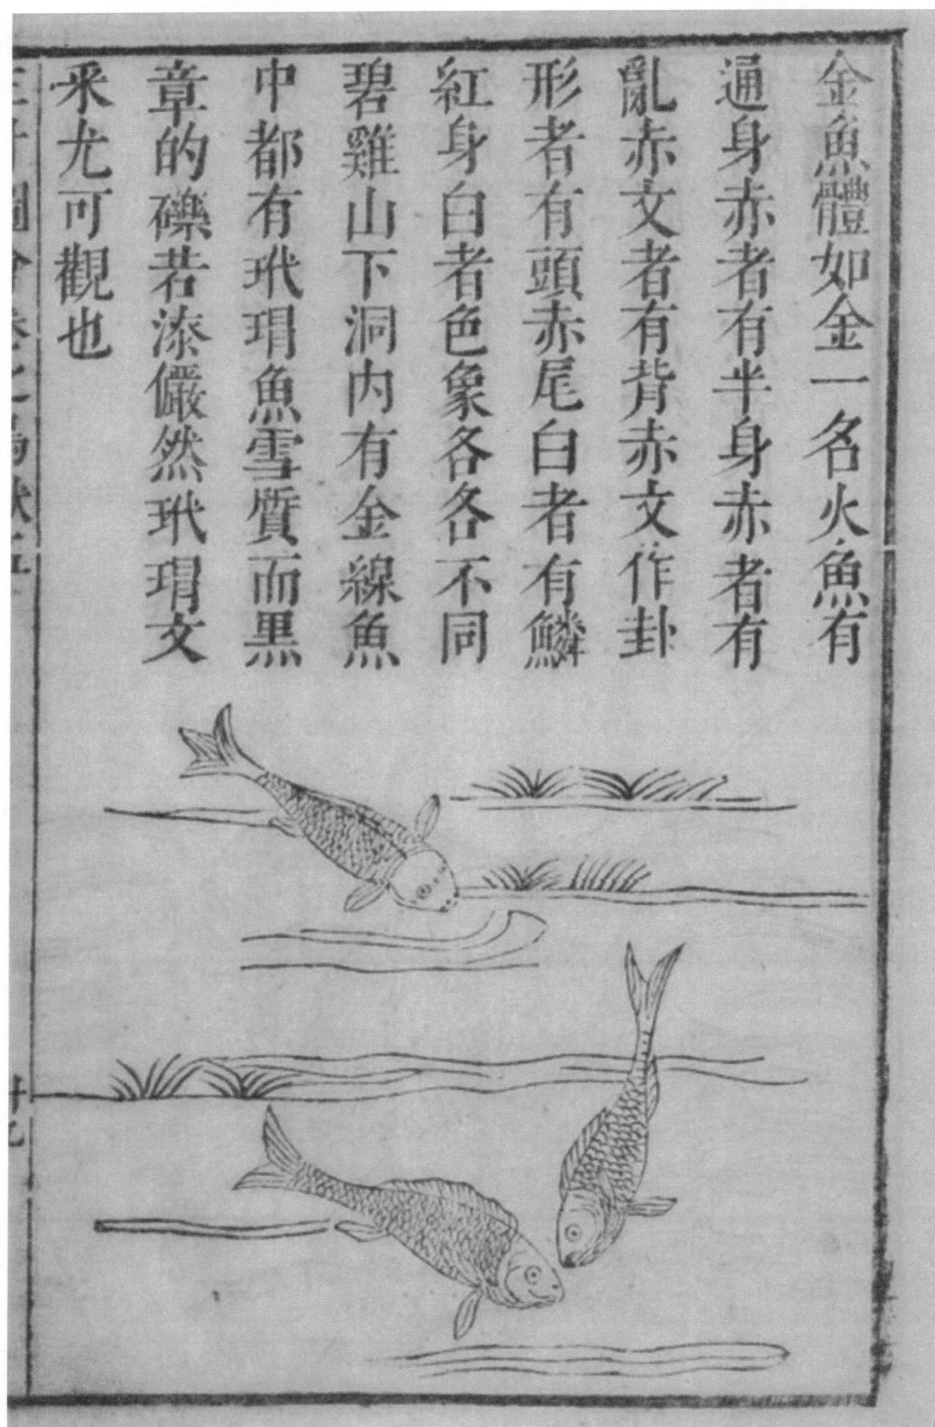 金魚體如金一名火魚有
通身赤者有半身赤者有
亂赤文者有背赤文作卦
形者有頭赤尾白者有鱗
紅身白者色象各各不同
碧雞山下洞内有金線魚
中都有玳瑁魚雪質而黒
章的礫若漆儼然玳瑁文
釆尤可觀也